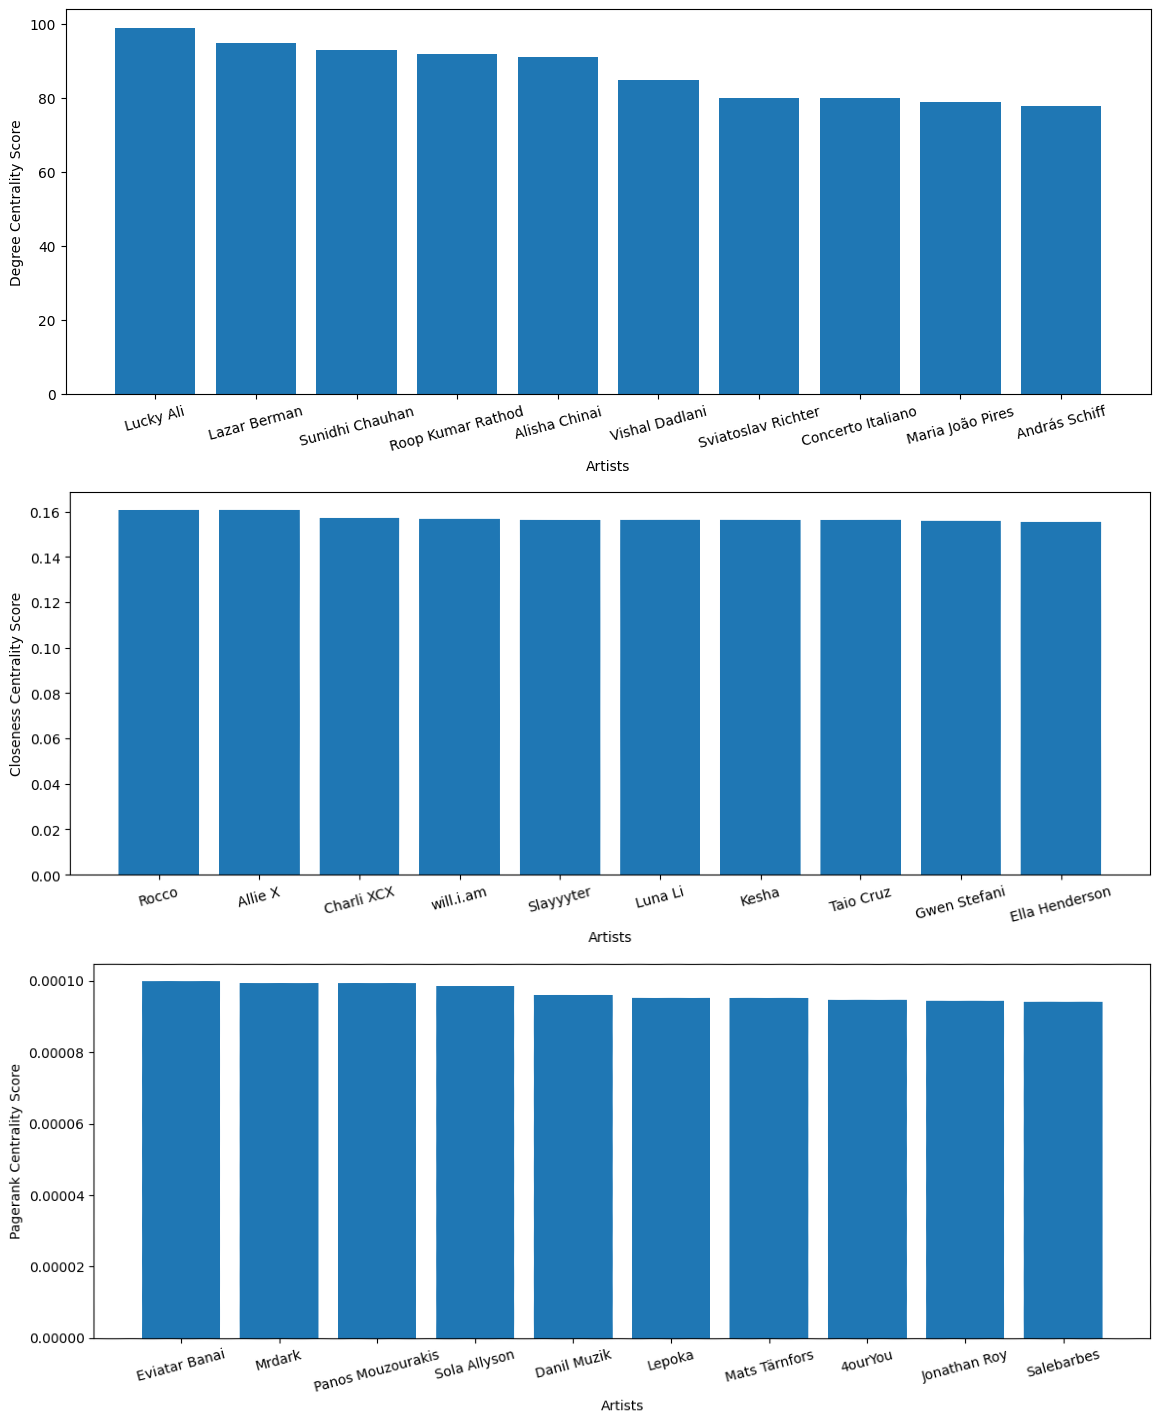 100
80
60
40
20
0
Degree Centrality Score
Lucky Ali
Lazar Berman
Sunidhi Chauhan
Roop Kumar Rathod
Alisha Chinai
Vishal Dadlani
Sviatoslav Richter
Concerto Italiano
Maria João Pires
András Schiff
Artists
0.16
0.14
0.12
0.10
0.08
0.06
0.04
0.02
0.00
Closeness Centrality Score
Rocco
Allie X
Charli XCX
will.i.am
Slayyyter
Luna Li
Kesha
Taio Cruz
Gwen Stefani
Ella Henderson
Artists
0.00010
0.00008
0.00006
0.00004
0.00002
0.00000
Pagerank Centrality Score
Eviatar Banai
Mrdark
Panos Mouzourakis
Sola Allyson
Danil Muzik
Lepoka
Mats Tärnfors
4ourYou
Jonathan Roy
Salebarbes
Artists